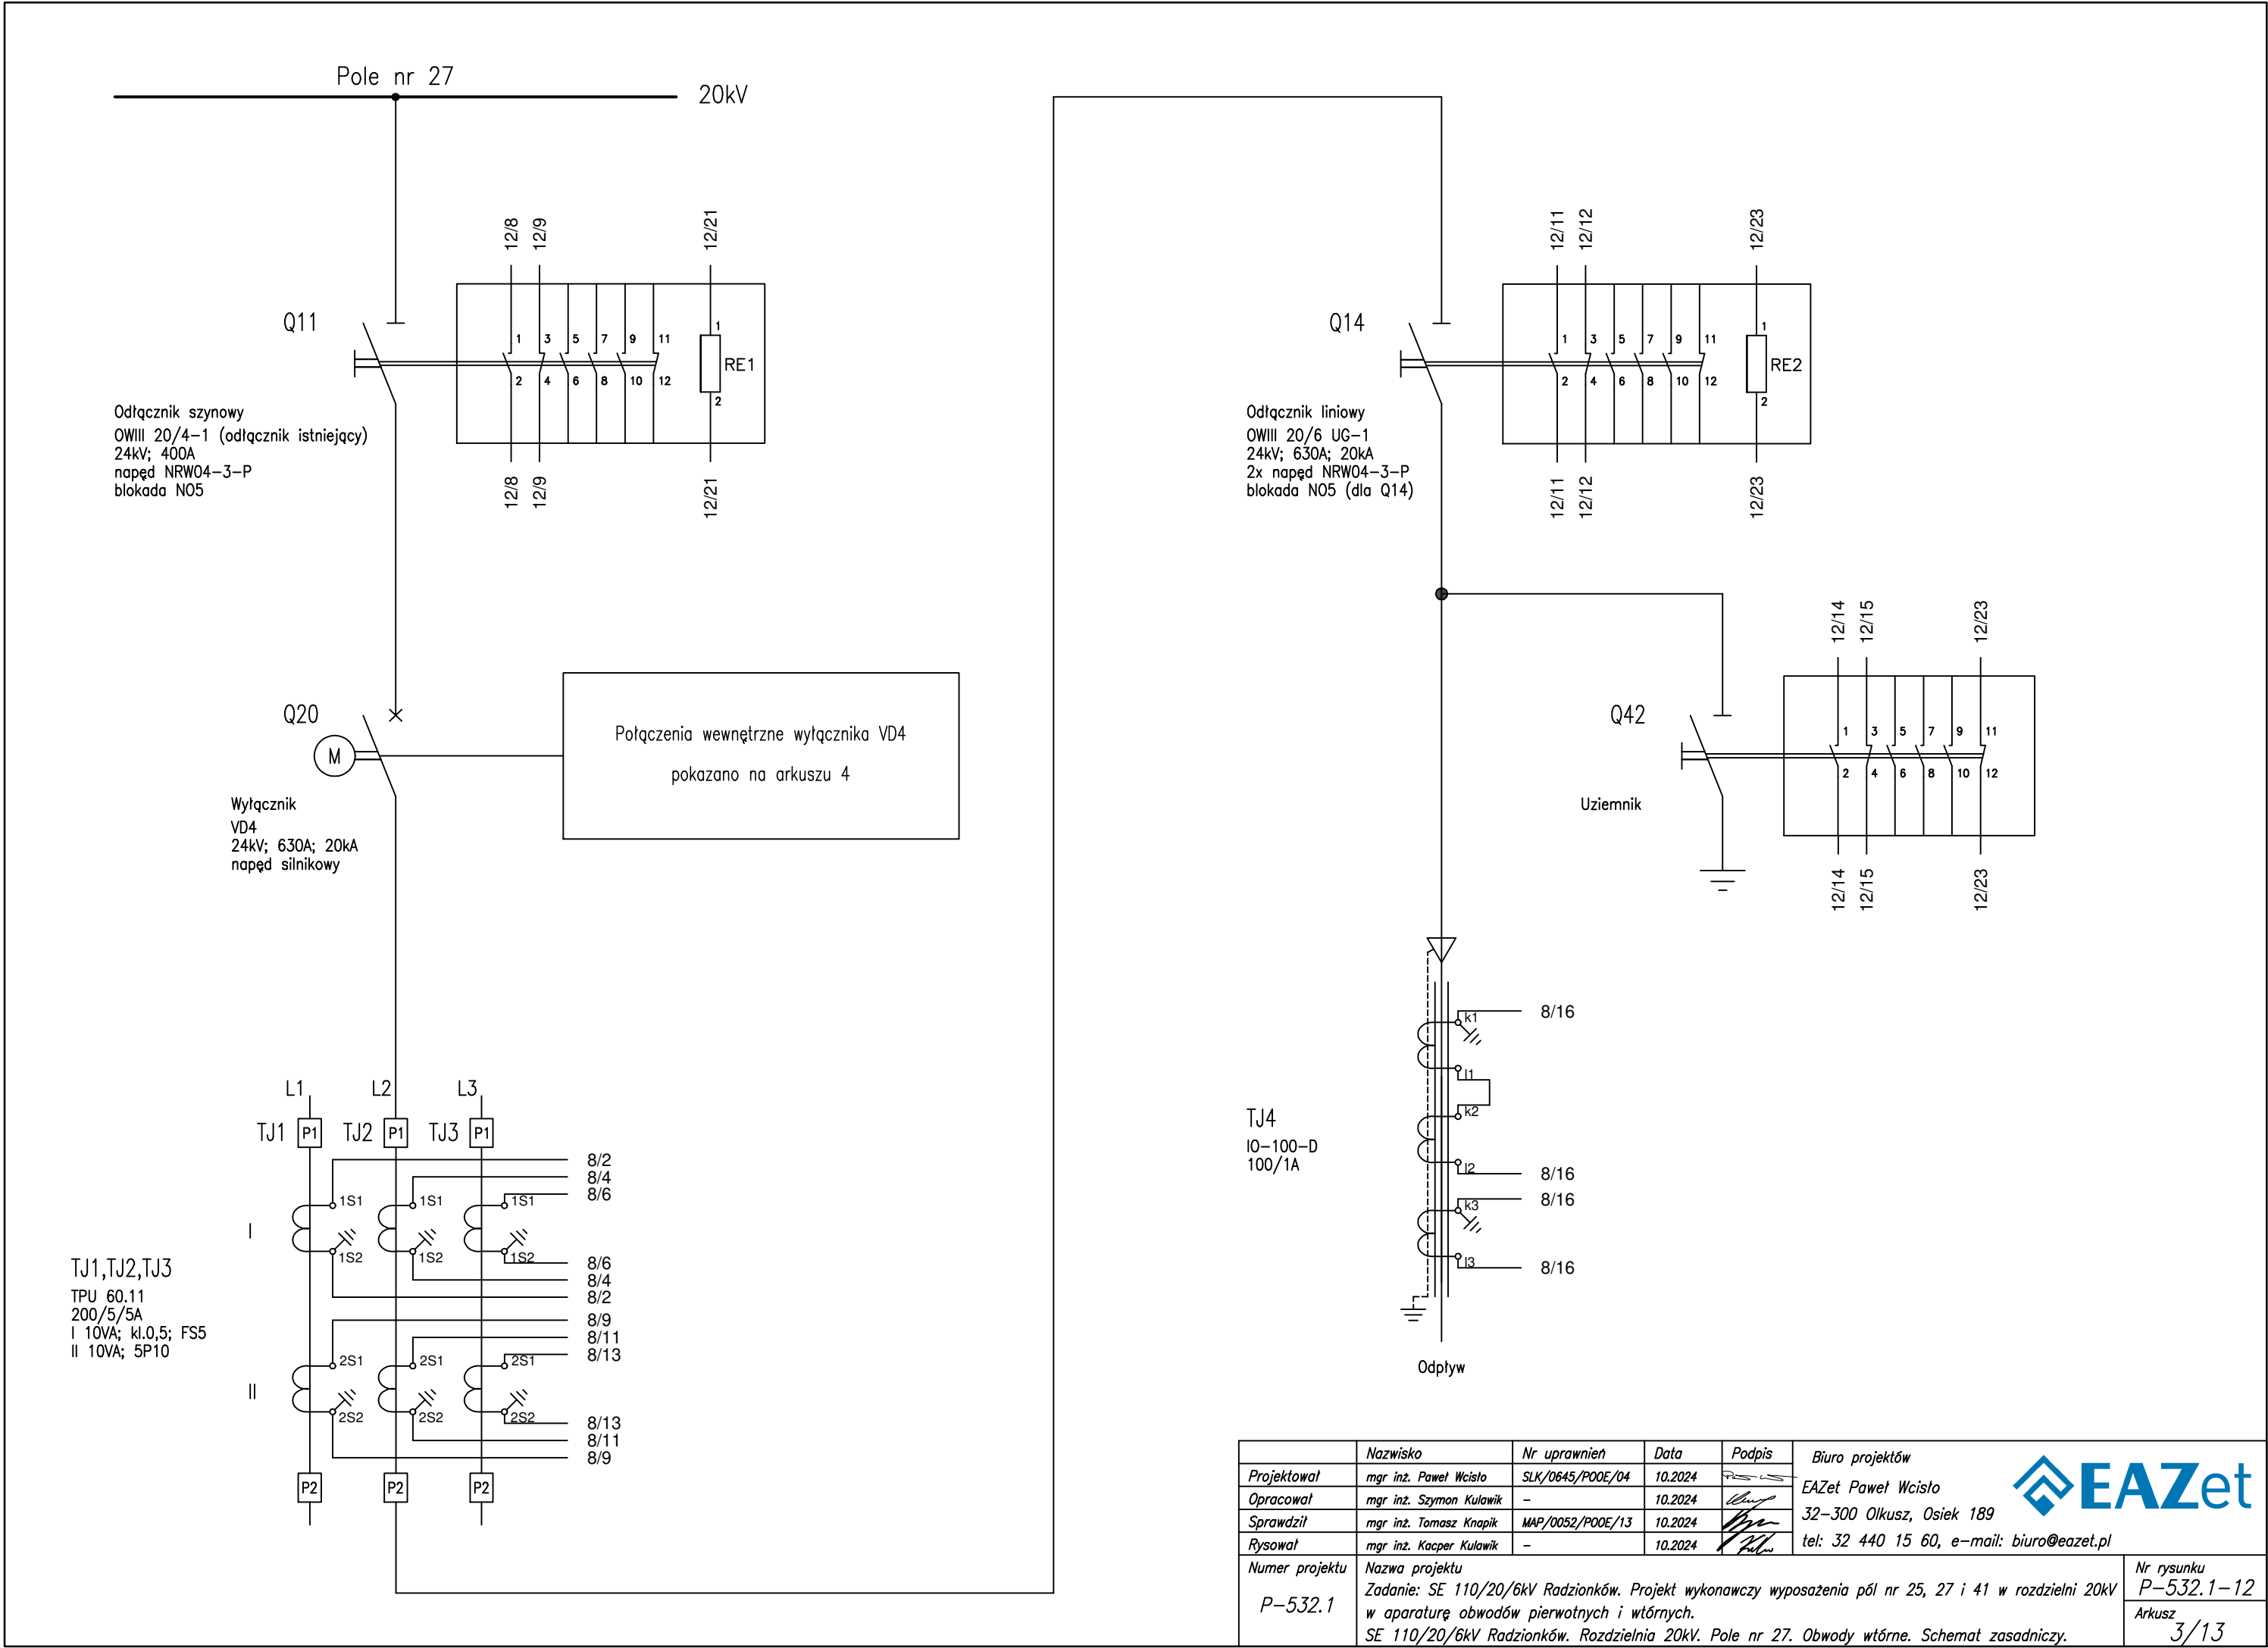 Pole nr 27
20kV
Q11
12/8
12/9
12/21
1
3
5
7
9
11
1
RE1
2
4
6
8
10
12
2
12/8
12/9
12/21
Odłącznik szynowy
OWIII 20/4-1 (odłącznik istniejący)
24kV; 400A
napęd NRW04-3-P
blokada NO5
Q20
M
Połączenia wewnętrzne wyłącznika VD4
pokazano na arkuszu 4
Wyłącznik
VD4
24kV; 630A; 20kA
napęd silnikowy
L1
L2
L3
TJ1
P1
TJ2
P1
TJ3
P1
8/2
8/4
8/6
1S1
1S1
1S1
I
1S2
1S2
1S2
8/6
8/4
8/2
TJ1,TJ2,TJ3
TPU 60.11
200/5/5A
I 10VA; kl.0,5; FS5
II 10VA; 5P10
8/9
8/11
8/13
2S1
2S1
2S1
II
2S2
2S2
2S2
8/13
8/11
8/9
P2
P2
P2
Q14
12/11
12/12
12/23
1
3
5
7
9
11
1
RE2
2
4
6
8
10
12
2
12/11
12/12
12/23
Odłącznik liniowy
OWIII 20/6 UG-1
24kV; 630A; 20kA
2x napęd NRW04-3-P
blokada NO5 (dla Q14)
Q42
12/14
12/15
12/23
1
3
5
7
9
11
2
4
6
8
10
12
12/14
12/15
12/23
Uziemnik
k1
8/16
l1
k2
TJ4
IO-100-D
100/1A
l2
8/16
8/16
k3
l3
8/16
Odpływ
Nazwisko Nr uprawnień Data Podpis
Projektował mgr inż. Paweł Wcisło SLK/0645/POOE/04 10.2024
Opracował mgr inż. Szymon Kulawik - 10.2024
Sprawdził mgr inż. Tomasz Knapik MAP/0052/POOE/13 10.2024
Rysował mgr inż. Kacper Kulawik - 10.2024
Biuro projektów
EAZet Paweł Wcisło
32-300 Olkusz, Osiek 189
tel: 32 440 15 60, e-mail: biuro@eazet.pl
EAZet
Numer projektu
P-532.1
Nazwa projektu
Zadanie: SE 110/20/6kV Radzionków. Projekt wykonawczy wyposażenia pól nr 25, 27 i 41 w rozdzielni 20kV
w aparaturę obwodów pierwotnych i wtórnych.
SE 110/20/6kV Radzionków. Rozdzielnia 20kV. Pole nr 27. Obwody wtórne. Schemat zasadniczy.
Nr rysunku
P-532.1-12
Arkusz
3/13